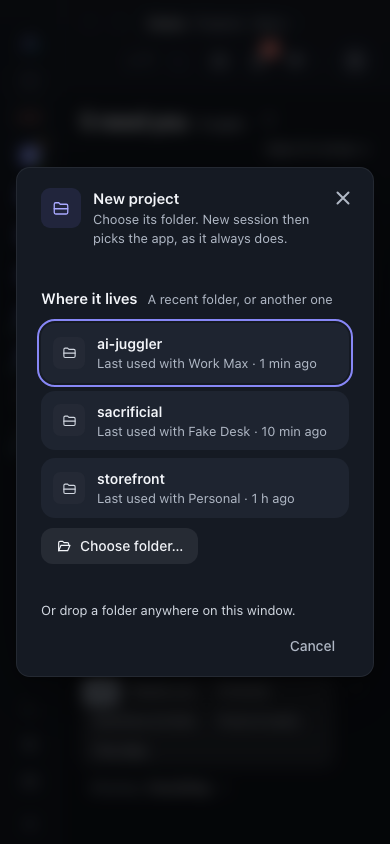 New project
Choose its folder. New session then
picks the app, as it always does.
Where it lives A recent folder, or another one
ai-juggler
Last used with Work Max · 1 min ago
sacrificial
Last used with Fake Desk · 10 min ago
storefront
Last used with Personal · 1 h ago
Choose folder...
Or drop a folder anywhere on this window.
Cancel